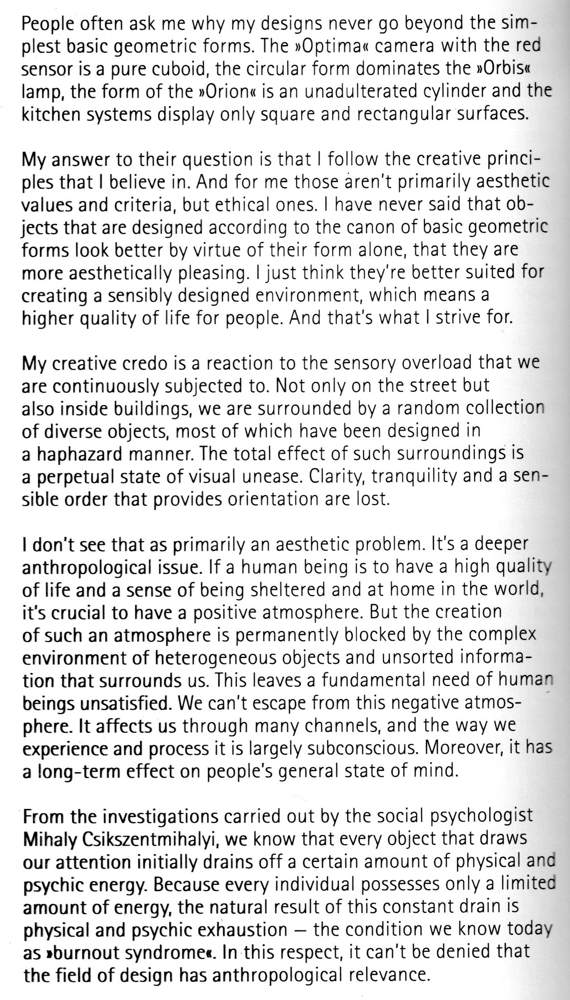 People often ask me why my designs never go beyond the sim-
plest basic geometric forms. The »Optima« camera with the red
sensor is a pure cuboid, the circular form dominates the »Orbis«
lamp, the form of the »Orion« is an unadulterated cylinder and the
kitchen systems display only square and rectangular surfaces.

My answer to their question is that I follow the creative princi-
ples that I believe in. And for me those aren't primarily aesthetic
values and criteria, but ethical ones. I have never said that ob-
jects that are designed according to the canon of basic geometric
forms look better by virtue of their form alone, that they are
more aesthetically pleasing. I just think they're better suited for
creating a sensibly designed environment, which means a
higher quality of life for people. And that's what I strive for.

My creative credo is a reaction to the sensory overload that we
are continuously subjected to. Not only on the street but
also inside buildings, we are surrounded by a random collection
of diverse objects, most of which have been designed in
a haphazard manner. The total effect of such surroundings is
a perpetual state of visual unease. Clarity, tranquility and a sen-
sible order that provides orientation are lost.

I don't see that as primarily an aesthetic problem. It's a deeper
anthropological issue. If a human being is to have a high quality
of life and a sense of being sheltered and at home in the world,
it's crucial to have a positive atmosphere. But the creation
of such an atmosphere is permanently blocked by the complex
environment of heterogeneous objects and unsorted informa-
tion that surrounds us. This leaves a fundamental need of human
beings unsatisfied. We can't escape from this negative atmos-
phere. It affects us through many channels, and the way we
experience and process it is largely subconscious. Moreover, it has
a long-term effect on people's general state of mind.

From the investigations carried out by the social psychologist
Mihaly Csikszentmihalyi, we know that every object that draws
our attention initially drains off a certain amount of physical and
psychic energy. Because every individual possesses only a limited
amount of energy, the natural result of this constant drain is
physical and psychic exhaustion – the condition we know today
as »burnout syndrome«. In this respect, it can't be denied that
the field of design has anthropological relevance.